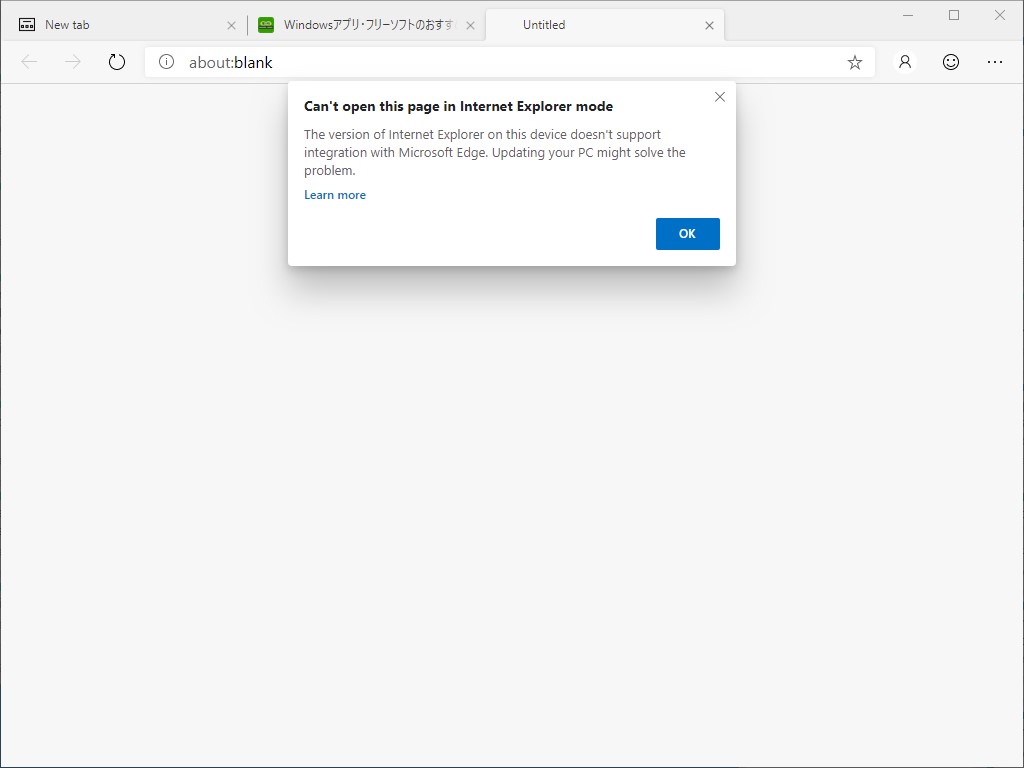 New tab
Windowsアプリ・フリーソフトのおすす
Untitled
about:blank
Can't open this page in Internet Explorer mode
The version of Internet Explorer on this device doesn't support
integration with Microsoft Edge. Updating your PC might solve the
problem.
Learn more
OK